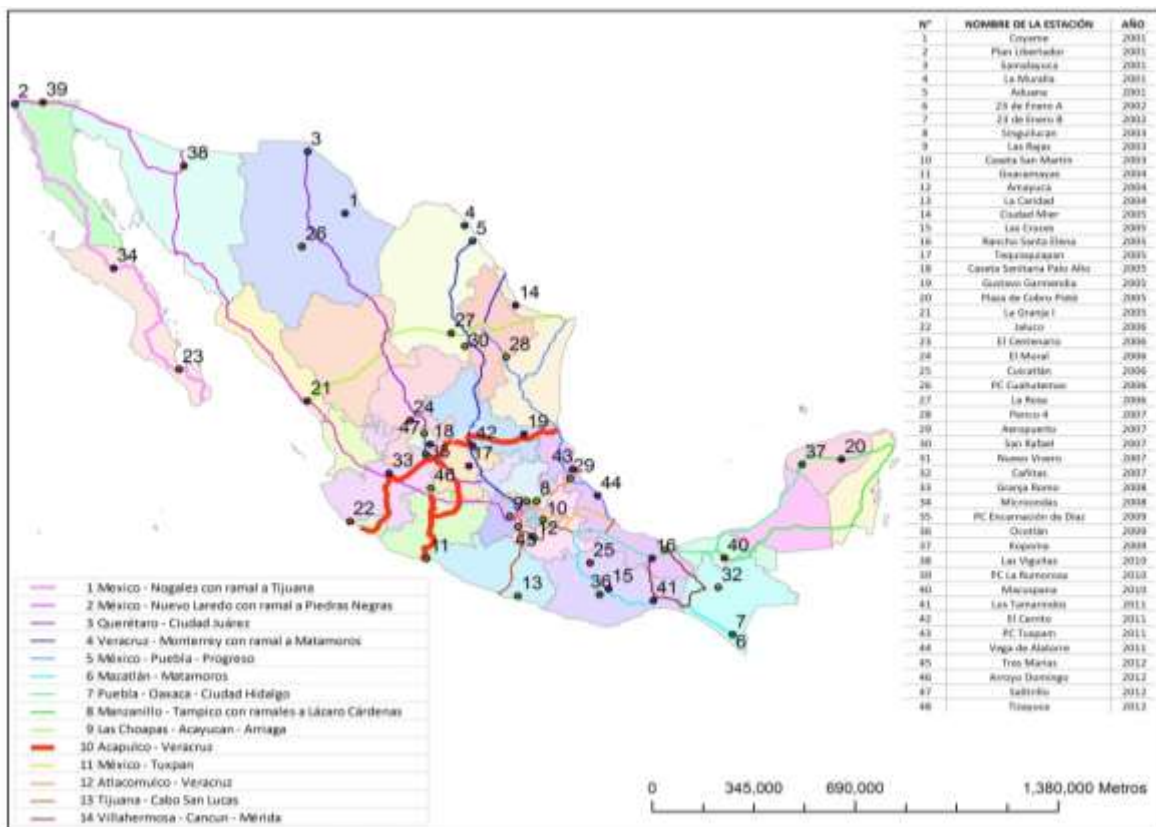 N° NOMBRE DE LA ESTACIÓN AÑO
1 Coyame 2001
2 Plan Libertador 2001
3 Samalayuca 2001
4 La Muralla 2001
5 Aduana 2001
6 23 de Enero A 2002
7 23 de Enero B 2002
8 Singuilucan 2003
9 Las Rajas 2003
10 Caseta San Martín 2003
11 Guacamayas 2004
12 Amayuca 2004
13 La Caridad 2004
14 Ciudad Mier 2005
15 Las Cruces 2005
16 Rancho Santa Elena 2005
17 Tequisquiapan 2005
18 Caseta Sanitaria Palo Alto 2005
19 Gustavo Garmendia 2005
20 Plaza de Cobro Pisté 2005
21 La Granja I 2005
22 Jaluco 2006
23 El Centenario 2006
24 El Moral 2006
25 Cuicatlán 2006
26 PC Cuahutemoc 2006
27 La Rosa 2006
28 Penico 4 2007
29 Aeropuerto 2007
30 San Rafael 2007
31 Nuevo Vivero 2007
32 Cañitas 2007
33 Granja Romo 2008
34 Microondas 2008
35 PC Encarnación de Díaz 2009
36 Ocotlán 2009
37 Kopoma 2009
38 Las Viguitas 2010
39 PC La Rumorosa 2010
40 Macuspana 2010
41 Los Tamarindos 2011
42 El Cerrito 2011
43 PC Tuxpam 2011
44 Vega de Alatorre 2011
45 Tres Marias 2012
46 Arroyo Domingo 2012
47 Saltirillo 2012
48 Tizayuca 2012
2
39
38
3
1
26
4
5
34
14
27
30
28
23
21
24
47
18
19
42
17
33
46
43
29
44
37
20
22
8
9
10
12
45
11
13
25
36
15
16
41
40
32
7
6
1 Mexico - Nogales con ramal a Tijuana
2 México - Nuevo Laredo con ramal a Piedras Negras
3 Querétaro - Ciudad Juárez
4 Veracruz - Monterrey con ramal a Matamoros
5 México - Puebla - Progreso
6 Mazatlán - Matamoros
7 Puebla - Oaxaca - Ciudad Hidalgo
8 Manzanillo - Tampico con ramales a Lázaro Cárdenas
9 Las Choapas - Acayucan - Arriaga
10 Acapulco - Veracruz
11 México - Tuxpan
12 Atlacomulco - Veracruz
13 Tijuana - Cabo San Lucas
14 Villahermosa - Cancun - Mérida
0 345,000 690,000 1,380,000 Metros